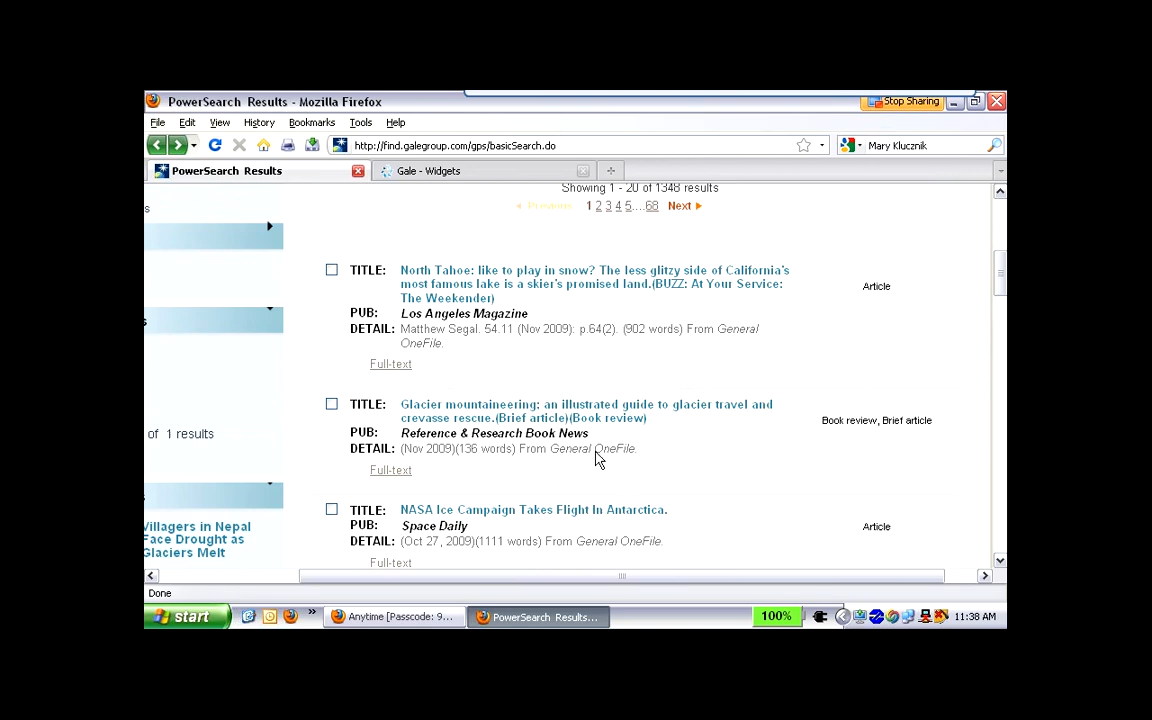 PowerSearch Results - Mozilla Firefox
Stop Sharing
File Edit View History Bookmarks Tools Help
http://find.galegroup.com/gps/basicSearch.do
Mary Klucznik
PowerSearch Results
Gale - Widgets
Showing 1 - 20 of 1348 results
Previous 1 2 3 4 5....68 Next
s
TITLE: North Tahoe: like to play in snow? The less glitzy side of California's
most famous lake is a skier's promised land.(BUZZ: At Your Service:
The Weekender)
Article
PUB: Los Angeles Magazine
DETAIL: Matthew Segal. 54.11 (Nov 2009): p.64(2). (902 words) From General
OneFile.
Full-text
s
TITLE: Glacier mountaineering: an illustrated guide to glacier travel and
crevasse rescue.(Brief article)(Book review)
Book review, Brief article
PUB: Reference & Research Book News
of 1 results
DETAIL: (Nov 2009)(136 words) From General OneFile.
Full-text
s
TITLE: NASA Ice Campaign Takes Flight In Antarctica.
PUB: Space Daily
Article
DETAIL: (Oct 27, 2009)(1111 words) From General OneFile.
Full-text
Villagers in Nepal
Face Drought as
Glaciers Melt
Done
start
Anytime [Passcode: 9...
PowerSearch Results...
100%
11:38 AM